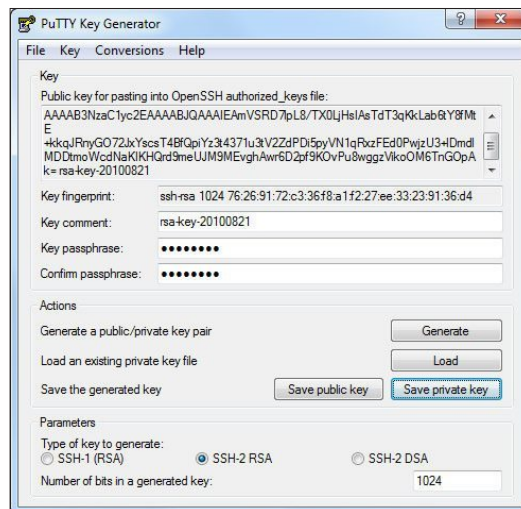 PuTTY Key Generator
File Key Conversions Help
Key
Public key for pasting into OpenSSH authorized_keys file:
AAAAB3NzaC1yc2EAAAABJQAAAIEAmVSRD7lpL8/TX0LjHsIAsTdT3qKkLab6tY8fMt
E
+kkqJRnyGO72JxYscsT4BfQpiYz3t4371u3tV2ZdPDi5pyVN1qRxzFEd0PwjzU3+IDmdl
MDDtmoWcdNaKlKHQrd9meUJM9MEvghAwr6D2pf9KOvPu8wggzVikoOM6TnGOpA
k= rsa-key-20100821
Key fingerprint: ssh-rsa 1024 76:26:91:72:c3:36:f8:a1:f2:27:ee:33:23:91:36:d4
Key comment: rsa-key-20100821
Key passphrase: ●●●●●●●●
Confirm passphrase: ●●●●●●●●
Actions
Generate a public/private key pair Generate
Load an existing private key file Load
Save the generated key Save public key Save private key
Parameters
Type of key to generate:
SSH-1 (RSA) SSH-2 RSA SSH-2 DSA
Number of bits in a generated key: 1024